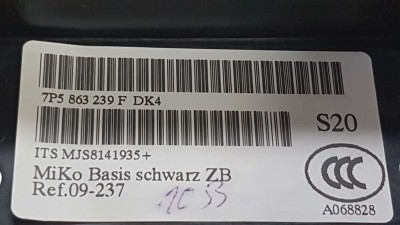 7P5 863 239 F DK4
S20
ITS MJS8141935+
MiKo Basis schwarz ZB
Ref.09-237
CCC
A068828